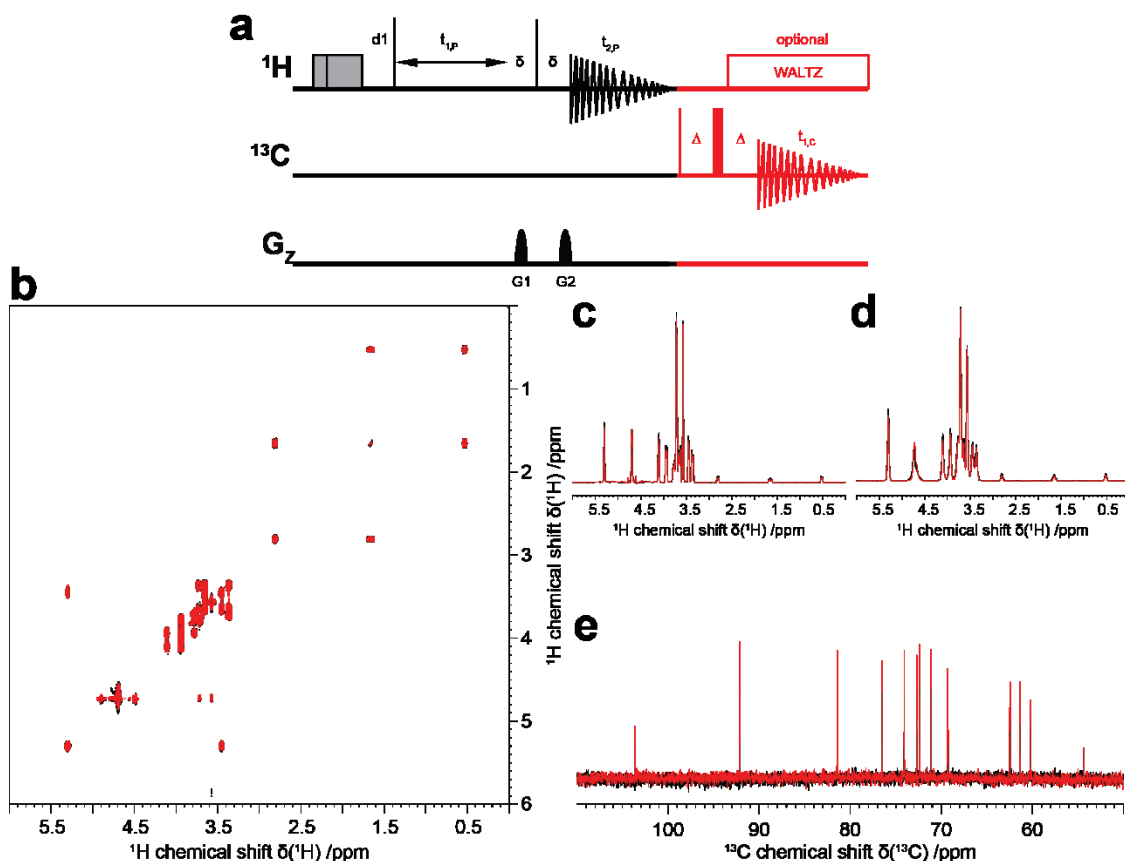 a
¹H
d1
t₁,P
δ
δ
t₂,P
optional
WALTZ
¹³C
Δ
Δ
t₁,C
G_Z
G1
G2
b
1
2
3
4
5
6
¹H chemical shift δ(¹H) /ppm
5.5 4.5 3.5 2.5 1.5 0.5
¹H chemical shift δ(¹H) /ppm
c
5.5 4.5 3.5 2.5 1.5 0.5
¹H chemical shift δ(¹H) /ppm
d
5.5 4.5 3.5 2.5 1.5 0.5
¹H chemical shift δ(¹H) /ppm
e
100 90 80 70 60
¹³C chemical shift δ(¹³C) /ppm